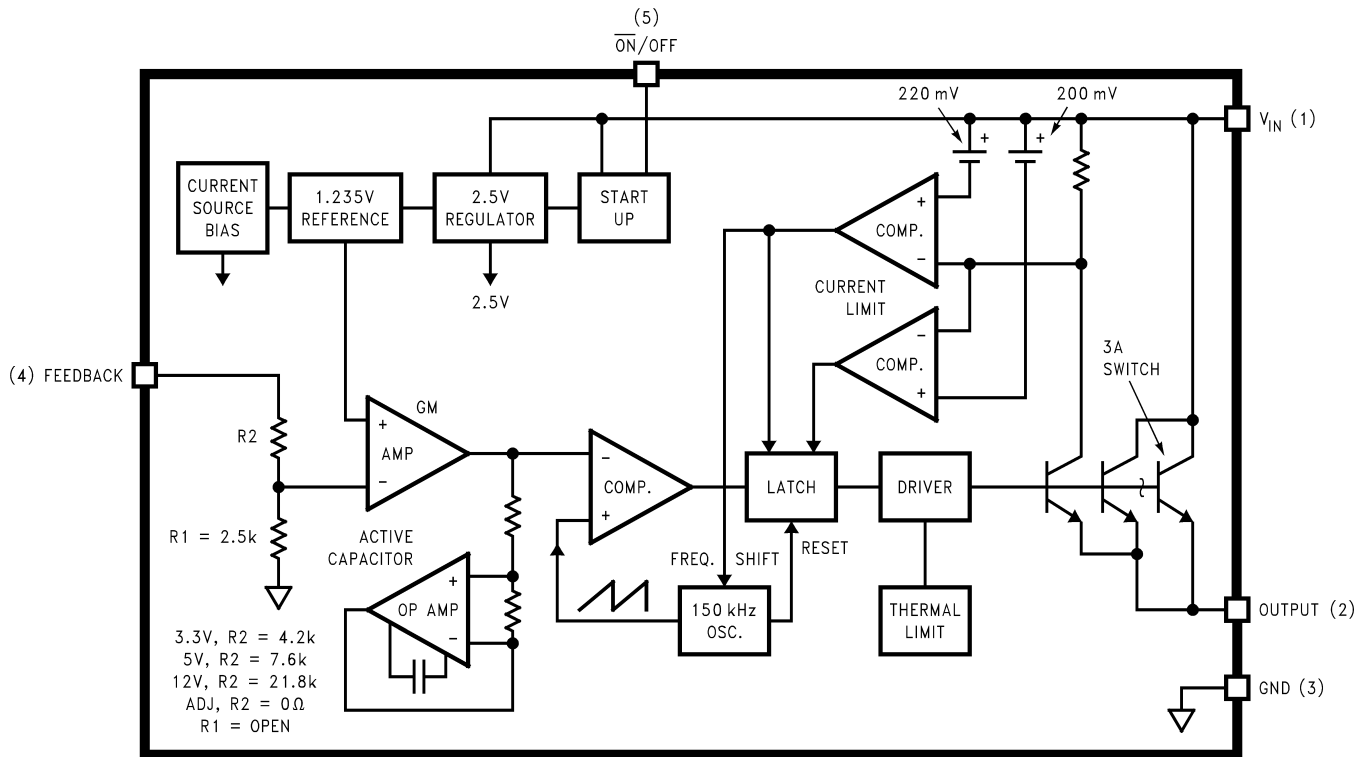 (5)
ON/OFF
220 mV
200 mV
VIN (1)
CURRENT
SOURCE
BIAS
1.235V
REFERENCE
2.5V
REGULATOR
START
UP
+
+
+
COMP.
−
2.5V
CURRENT
LIMIT
−
COMP.
+
3A
SWITCH
(4) FEEDBACK
GM
R2
+
AMP
−
−
COMP.
+
LATCH
DRIVER
R1 = 2.5k
ACTIVE
CAPACITOR
FREQ. SHIFT
RESET
+
OP AMP
−
150 kHz
OSC.
THERMAL
LIMIT
OUTPUT (2)
3.3V, R2 = 4.2k
5V, R2 = 7.6k
12V, R2 = 21.8k
ADJ, R2 = 0Ω
R1 = OPEN
GND (3)